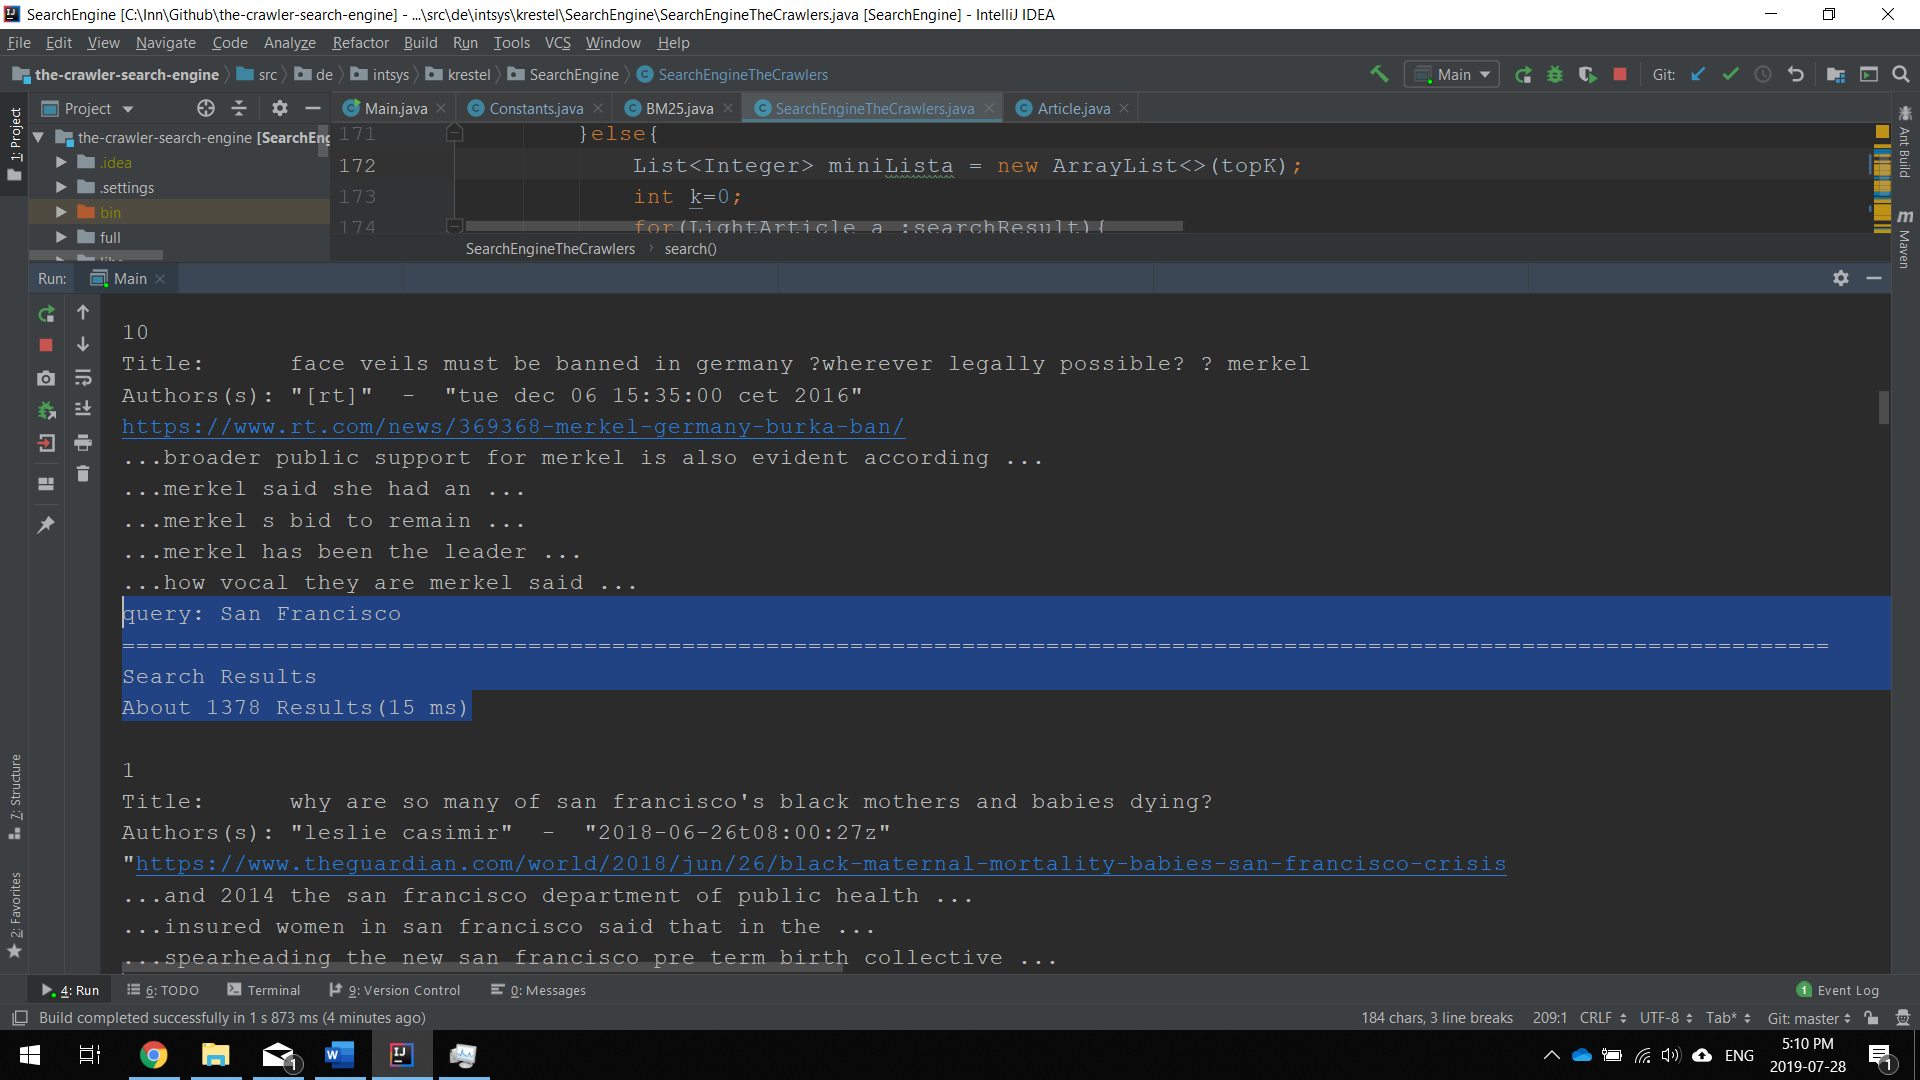 SearchEngine [C:\Inn\Github\the-crawler-search-engine] - ...\src\de\intsys\krestel\SearchEngine\SearchEngineTheCrawlers.java [SearchEngine] - IntelliJ IDEA
File Edit View Navigate Code Analyze Refactor Build Run Tools VCS Window Help
the-crawler-search-engine src de intsys krestel SearchEngine SearchEngineTheCrawlers Main Git:
Project Main.java Constants.java BM25.java SearchEngineTheCrawlers.java Article.java
1: Project
the-crawler-search-engine [SearchEng
.idea
.settings
bin
full
171 }else{
172 List<Integer> miniLista = new ArrayList<>(topK);
173 int k=0;
174 for(LightArticle a :searchResult){
SearchEngineTheCrawlers › search()
Ant Build
Maven
Run: Main
10
Title: face veils must be banned in germany ?wherever legally possible? ? merkel
Authors(s): "[rt]" - "tue dec 06 15:35:00 cet 2016"
https://www.rt.com/news/369368-merkel-germany-burka-ban/
...broader public support for merkel is also evident according ...
...merkel said she had an ...
...merkel s bid to remain ...
...merkel has been the leader ...
...how vocal they are merkel said ...
query: San Francisco
==========================================================================================================================
Search Results
About 1378 Results(15 ms)
1
Title: why are so many of san francisco's black mothers and babies dying?
Authors(s): "leslie casimir" - "2018-06-26t08:00:27z"
"https://www.theguardian.com/world/2018/jun/26/black-maternal-mortality-babies-san-francisco-crisis
...and 2014 the san francisco department of public health ...
...insured women in san francisco said that in the ...
...spearheading the new san francisco pre term birth collective ...
7: Structure
2: Favorites
4: Run 6: TODO Terminal 9: Version Control 0: Messages 1 Event Log
Build completed successfully in 1 s 873 ms (4 minutes ago) 184 chars, 3 line breaks 209:1 CRLF UTF-8 Tab* Git: master
1 ENG 5:10 PM
2019-07-28 1